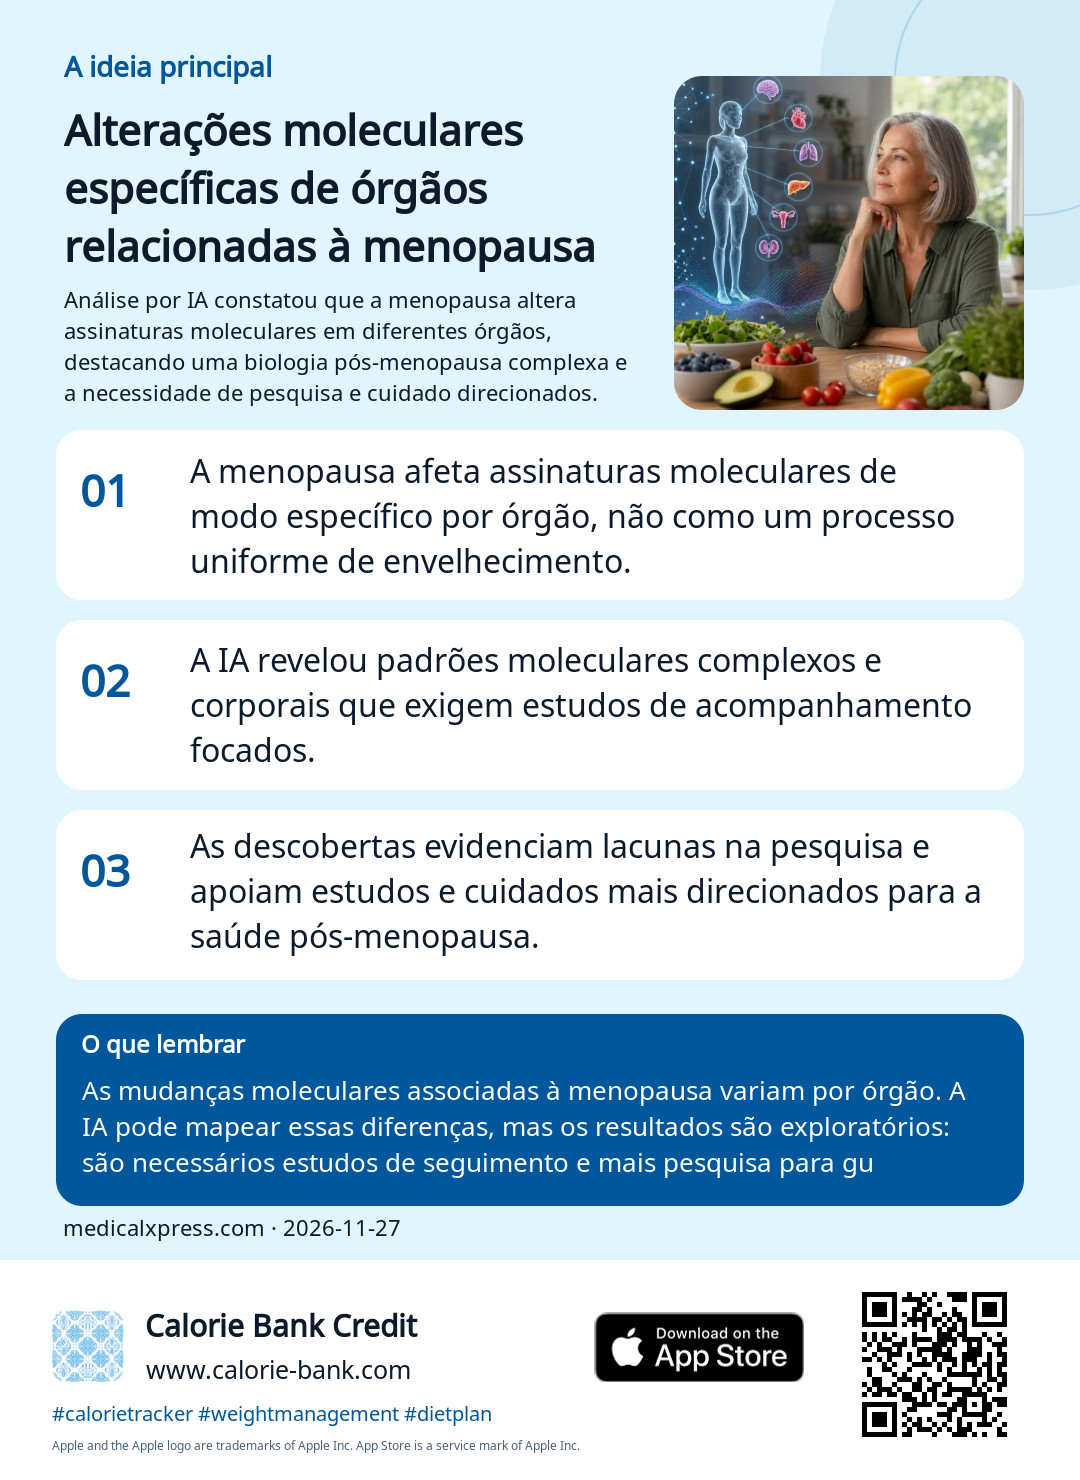 A ideia principal
Alterações moleculares
específicas de órgãos
relacionadas à menopausa
Análise por IA constatou que a menopausa altera
assinaturas moleculares em diferentes órgãos,
destacando uma biologia pós-menopausa complexa e
a necessidade de pesquisa e cuidado direcionados.
01
A menopausa afeta assinaturas moleculares de
modo específico por órgão, não como um processo
uniforme de envelhecimento.
02
A IA revelou padrões moleculares complexos e
corporais que exigem estudos de acompanhamento
focados.
03
As descobertas evidenciam lacunas na pesquisa e
apoiam estudos e cuidados mais direcionados para a
saúde pós-menopausa.
O que lembrar
As mudanças moleculares associadas à menopausa variam por órgão. A
IA pode mapear essas diferenças, mas os resultados são exploratórios:
são necessários estudos de seguimento e mais pesquisa para gu
medicalxpress.com · 2026-11-27
Calorie Bank Credit
www.calorie-bank.com
Download on the
App Store
#calorietracker #weightmanagement #dietplan
Apple and the Apple logo are trademarks of Apple Inc. App Store is a service mark of Apple Inc.